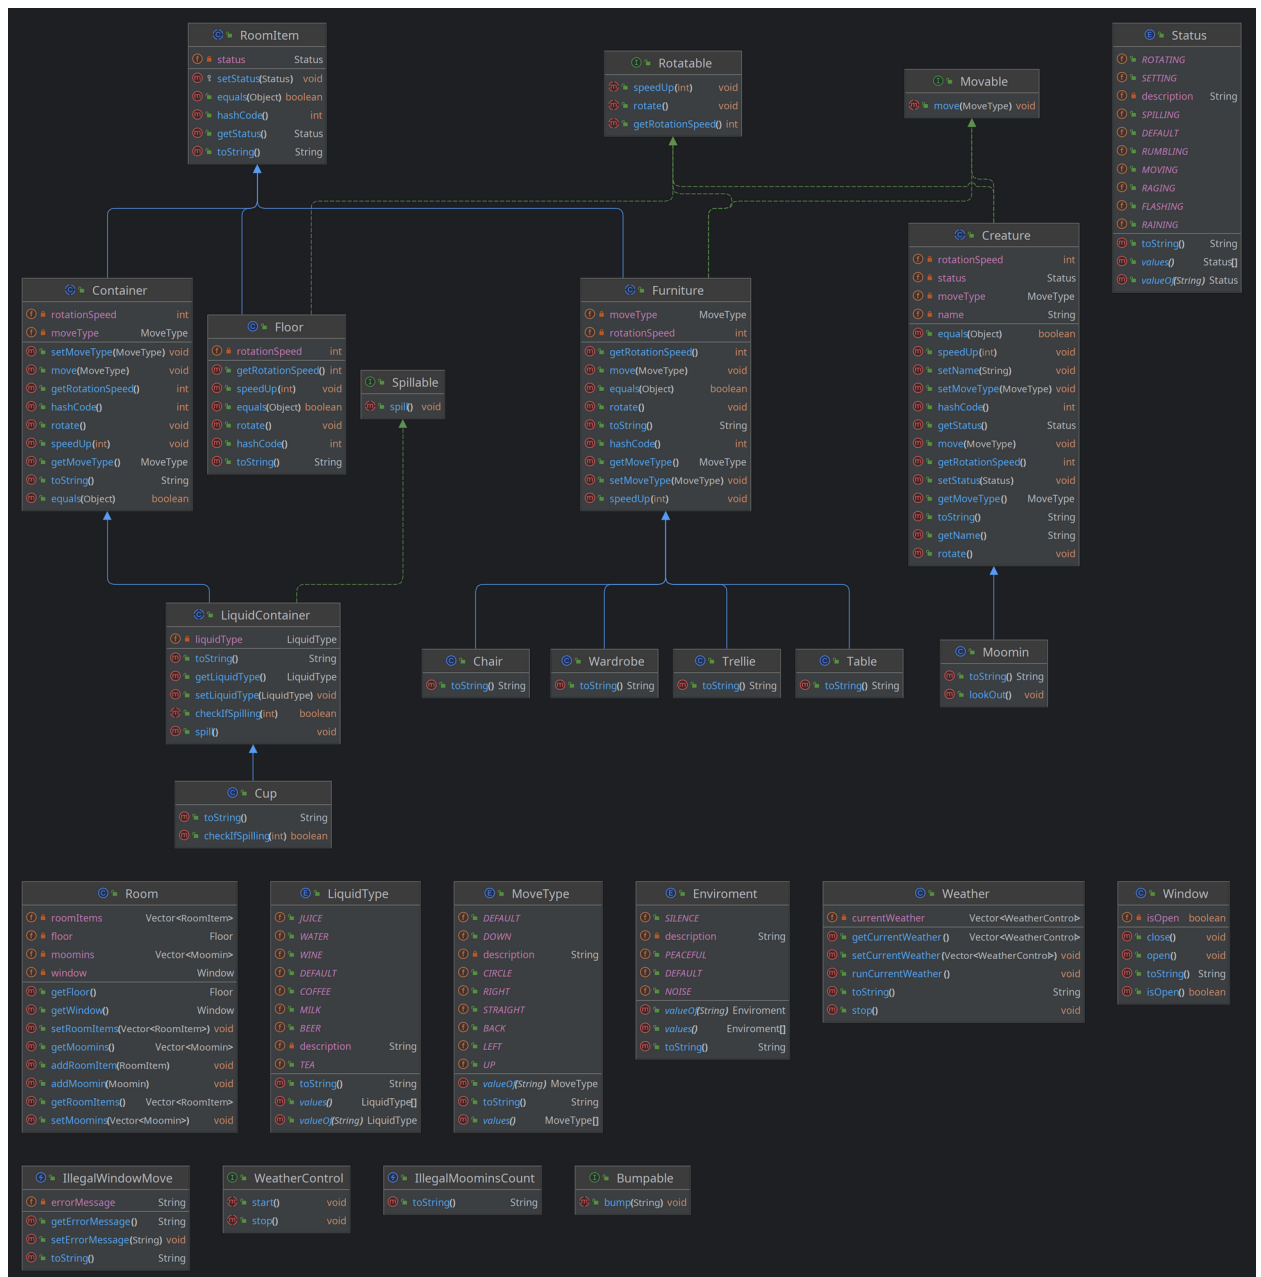 RoomItem
status Status
setStatus(Status) void
equals(Object) boolean
hashCode() int
getStatus() Status
toString() String
Rotatable
speedUp(int) void
rotate() void
getRotationSpeed() int
Movable
move(MoveType) void
Status
ROTATING
SETTING
description String
SPILLING
DEFAULT
RUMBLING
MOVING
RAGING
FLASHING
RAINING
toString() String
values() Status[]
valueOf(String) Status
Container
rotationSpeed int
moveType MoveType
setMoveType(MoveType) void
move(MoveType) void
getRotationSpeed() int
hashCode() int
rotate() void
speedUp(int) void
getMoveType() MoveType
toString() String
equals(Object) boolean
Floor
rotationSpeed int
getRotationSpeed() int
speedUp(int) void
equals(Object) boolean
rotate() void
hashCode() int
toString() String
Spillable
spill() void
Furniture
moveType MoveType
rotationSpeed int
getRotationSpeed() int
move(MoveType) void
equals(Object) boolean
rotate() void
toString() String
hashCode() int
getMoveType() MoveType
setMoveType(MoveType) void
speedUp(int) void
Creature
rotationSpeed int
status Status
moveType MoveType
name String
equals(Object) boolean
speedUp(int) void
setName(String) void
setMoveType(MoveType) void
hashCode() int
getStatus() Status
move(MoveType) void
getRotationSpeed() int
setStatus(Status) void
getMoveType() MoveType
toString() String
getName() String
rotate() void
LiquidContainer
liquidType LiquidType
toString() String
getLiquidType() LiquidType
setLiquidType(LiquidType) void
checkIfSpilling(int) boolean
spill() void
Chair
toString() String
Wardrobe
toString() String
Trellie
toString() String
Table
toString() String
Moomin
toString() String
lookOut() void
Cup
toString() String
checkIfSpilling(int) boolean
Room
roomItems Vector<RoomItem>
floor Floor
moomins Vector<Moomin>
window Window
getFloor() Floor
getWindow() Window
setRoomItems(Vector<RoomItem>) void
getMoomins() Vector<Moomin>
addRoomItem(RoomItem) void
addMoomin(Moomin) void
getRoomItems() Vector<RoomItem>
setMoomins(Vector<Moomin>) void
LiquidType
JUICE
WATER
WINE
DEFAULT
COFFEE
MILK
BEER
description String
TEA
toString() String
values() LiquidType[]
valueOf(String) LiquidType
MoveType
DEFAULT
DOWN
description String
CIRCLE
RIGHT
STRAIGHT
BACK
LEFT
UP
valueOf(String) MoveType
toString() String
values() MoveType[]
Enviroment
SILENCE
description String
PEACEFUL
DEFAULT
NOISE
valueOf(String) Enviroment
values() Enviroment[]
toString() String
Weather
currentWeather Vector<WeatherControl>
getCurrentWeather() Vector<WeatherControl>
setCurrentWeather(Vector<WeatherControl>) void
runCurrentWeather() void
toString() String
stop() void
Window
isOpen boolean
close() void
open() void
toString() String
isOpen() boolean
IllegalWindowMove
errorMessage String
getErrorMessage() String
setErrorMessage(String) void
toString() String
WeatherControl
start() void
stop() void
IllegalMoominsCount
toString() String
Bumpable
bump(String) void